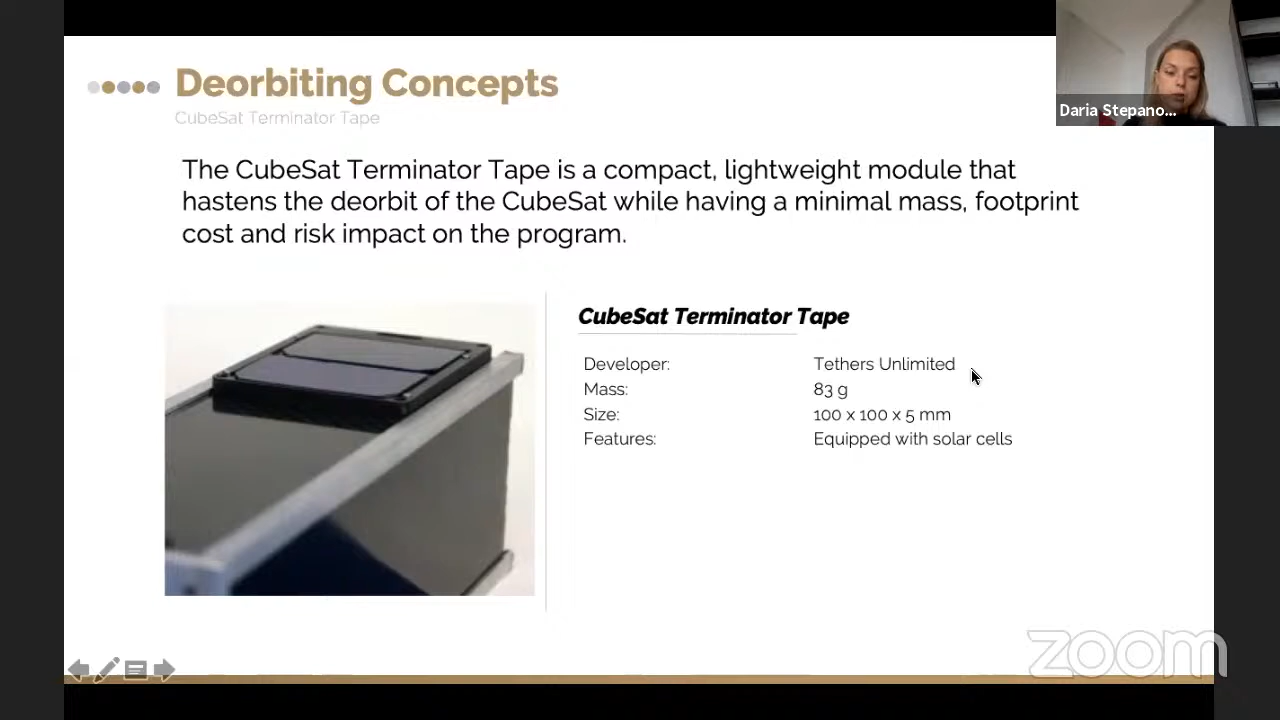 Deorbiting Concepts
CubeSat Terminator Tape
Daria Stepano...
The CubeSat Terminator Tape is a compact, lightweight module that
hastens the deorbit of the CubeSat while having a minimal mass, footprint
cost and risk impact on the program.
CubeSat Terminator Tape
Developer: Tethers Unlimited
Mass: 83 g
Size: 100 x 100 x 5 mm
Features: Equipped with solar cells
zoom